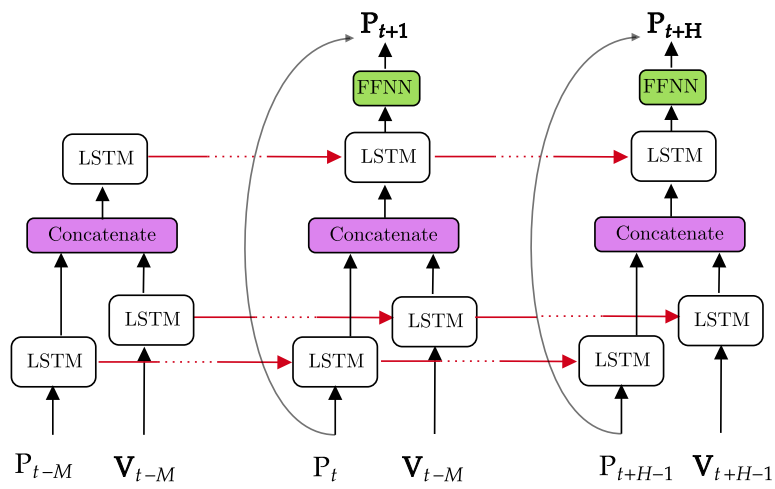 P_{t+1} P_{t+H}
FFNN FFNN
LSTM LSTM LSTM
Concatenate Concatenate Concatenate
LSTM LSTM LSTM
LSTM LSTM LSTM
P_{t−M} V_{t−M} P_t V_{t−M} P_{t+H−1} V_{t+H−1}